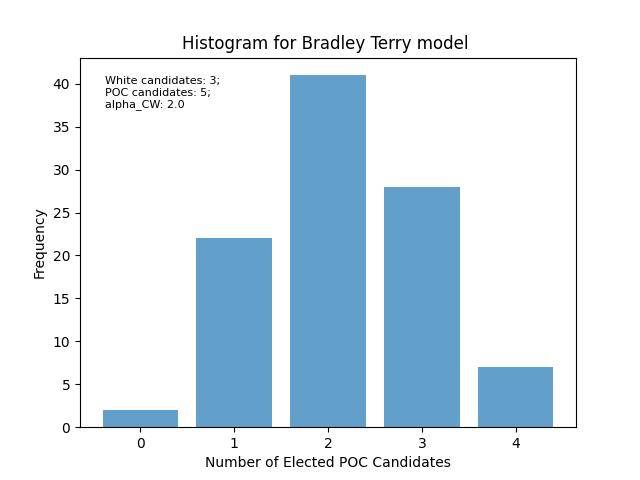 Histogram for Bradley Terry model
White candidates: 3;
POC candidates: 5;
alpha_CW: 2.0
40
35
30
25
20
15
10
5
0
Frequency
0 1 2 3 4
Number of Elected POC Candidates